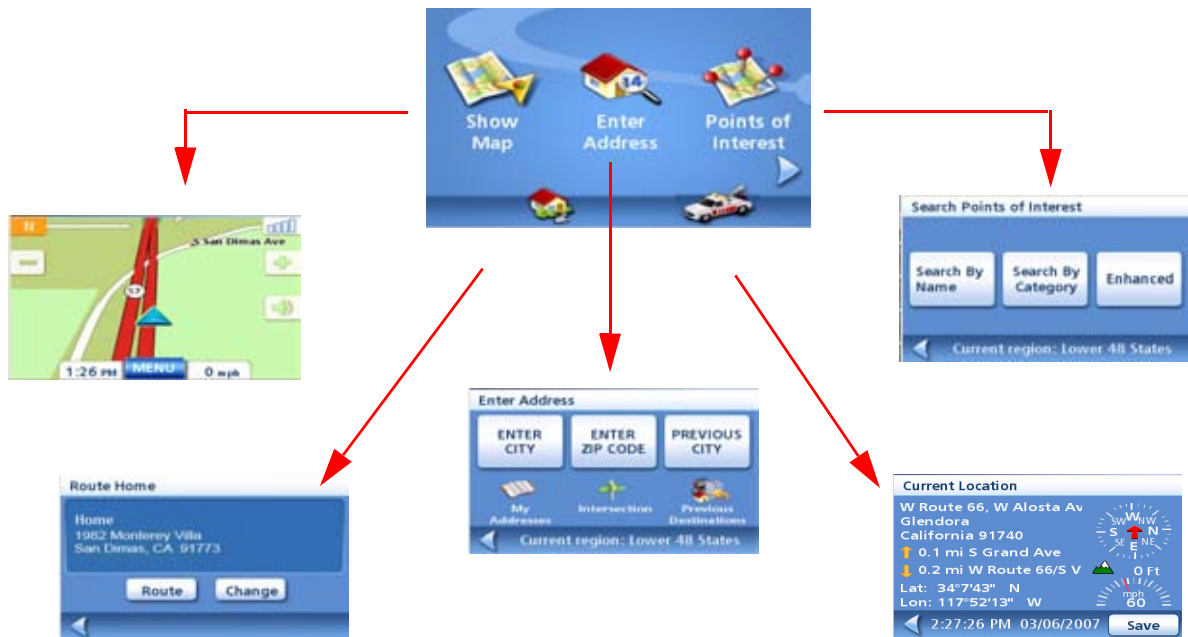 14
Show
Map
Enter
Address
Points of
Interest
N
S San Dimas Ave
57
1:26 PM
MENU
0 mph
Search Points of Interest
Search By
Name
Search By
Category
Enhanced
Current region: Lower 48 States
Enter Address
ENTER
CITY
ENTER
ZIP CODE
PREVIOUS
CITY
My
Addresses
Intersection
Previous
Destinations
Current region: Lower 48 States
Route Home
Home
1982 Monterey Villa
San Dimas, CA 91773
Route
Change
Current Location
W Route 66, W Alosta Av
Glendora
California 91740
0.1 mi S Grand Ave
0.2 mi W Route 66/S V
Lat: 34°7'43" N
Lon: 117°52'13" W
SW W NW
S N
SE E NE
0 Ft
mph
60
2:27:26 PM 03/06/2007
Save